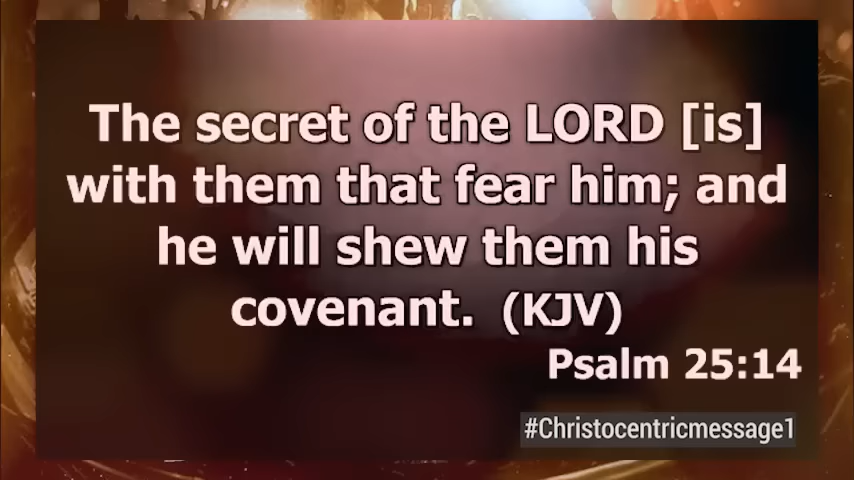 The secret of the LORD [is]
with them that fear him; and
he will shew them his
covenant. (KJV)
Psalm 25:14
#Christocentricmessage1